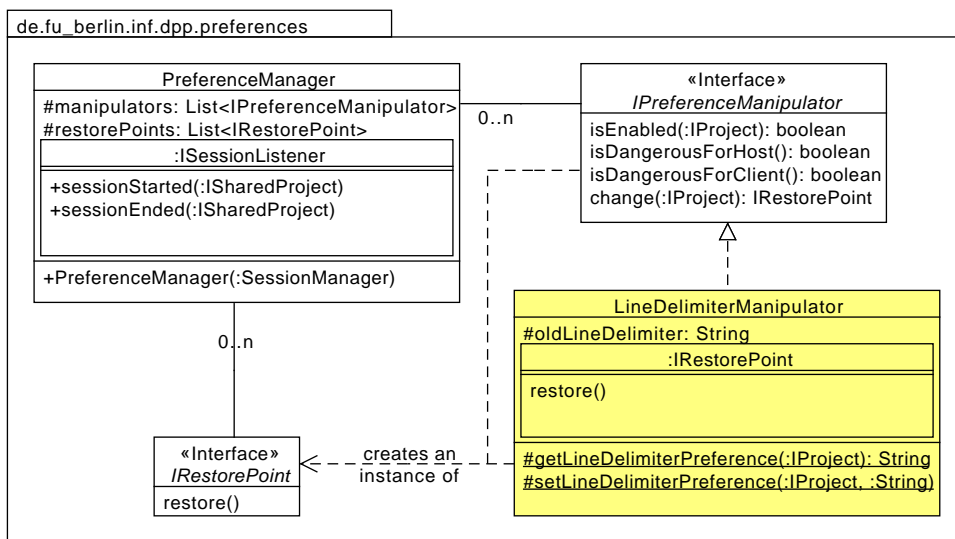 de.fu_berlin.inf.dpp.preferences
PreferenceManager
#manipulators: List<IPreferenceManipulator>
#restorePoints: List<IRestorePoint>
:ISessionListener
+sessionStarted(:ISharedProject)
+sessionEnded(:ISharedProject)
+PreferenceManager(:SessionManager)
0..n
«Interface»
IPreferenceManipulator
isEnabled(:IProject): boolean
isDangerousForHost(): boolean
isDangerousForClient(): boolean
change(:IProject): IRestorePoint
LineDelimiterManipulator
#oldLineDelimiter: String
:IRestorePoint
restore()
#getLineDelimiterPreference(:IProject): String
#setLineDelimiterPreference(:IProject, :String)
0..n
«Interface»
IRestorePoint
restore()
creates an
instance of